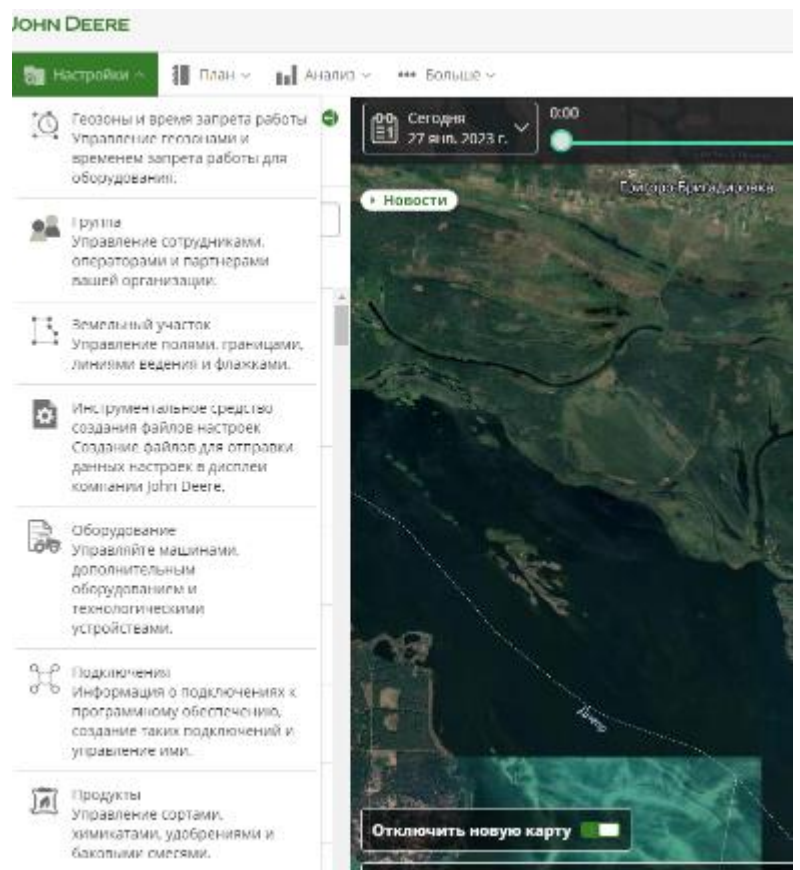 JOHN DEERE
Настройки
План
Анализ
Больше
Геозоны и время запрета работы
Управление геозонами и
временем запрета работы для
оборудования.
Группа
Управление сотрудниками,
операторами и партнерами
вашей организации.
Земельный участок
Управление полями, границами,
линиями ведения и флажками.
Инструментальное средство
создания файлов настроек
Создание файлов для отправки
данных настроек в дисплеи
компании John Deere.
Оборудование
Управляйте машинами,
дополнительным
оборудованием и
технологическими
устройствами.
Подключения
Информация о подключениях к
программному обеспечению,
создание таких подключений и
управление ими.
Продукты
Управление сортами,
химикатами, удобрениями и
баковыми смесями.
Сегодня
27 янв. 2023 г.
0:00
Новости
Григоро-Бригадировка
Днепр
Отключить новую карту